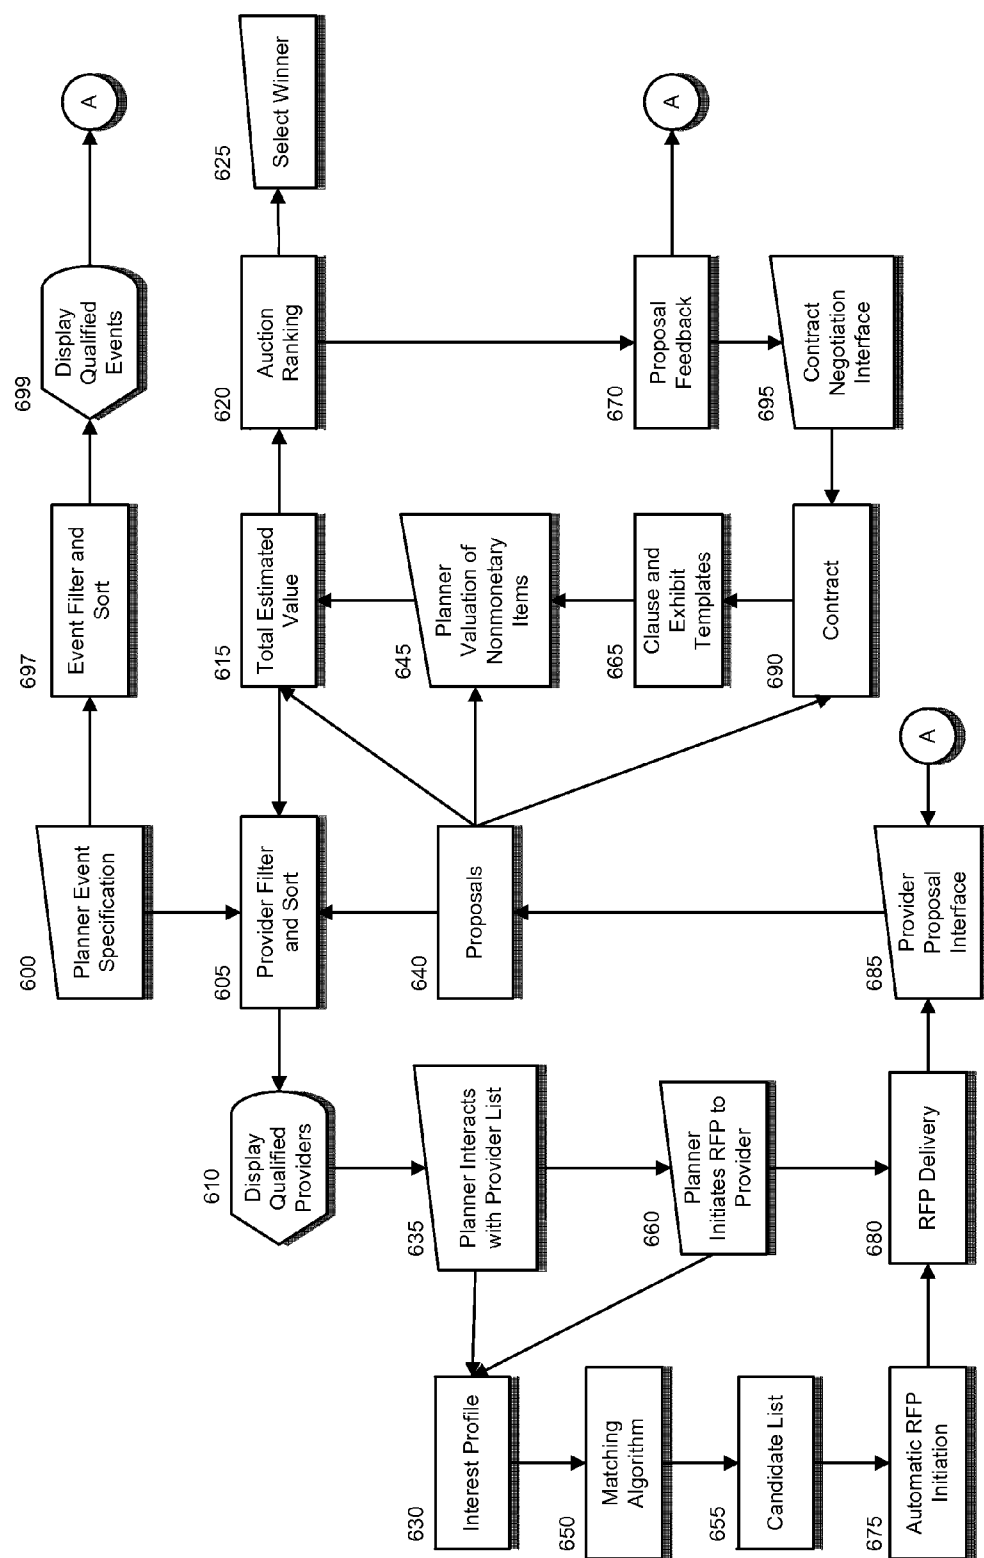 600
Planner Event
Specification
697
Event Filter and
Sort
699
Display
Qualified
Events
A
610
Display
Qualified
Providers
605
Provider Filter
and Sort
615
Total Estimated
Value
620
Auction
Ranking
625
Select Winner
630
Interest Profile
635
Planner Interacts
with Provider List
640
Proposals
645
Planner
Valuation of
Nonmonetary
Items
650
Matching
Algorithm
660
Planner
Initiates RFP to
Provider
665
Clause and
Exhibit
Templates
670
Proposal
Feedback
A
655
Candidate List
675
Automatic RFP
Initiation
680
RFP Delivery
685
Provider
Proposal
Interface
A
690
Contract
695
Contract
Negotiation
Interface